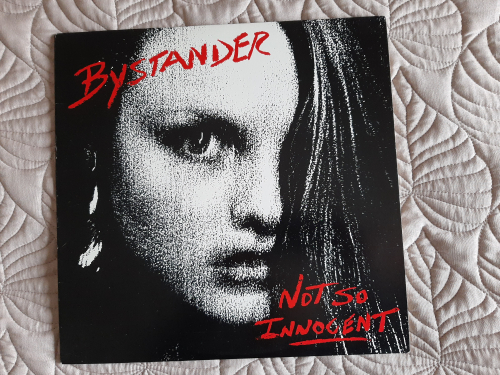 BYSTANDER
NOT SO
INNOCENT